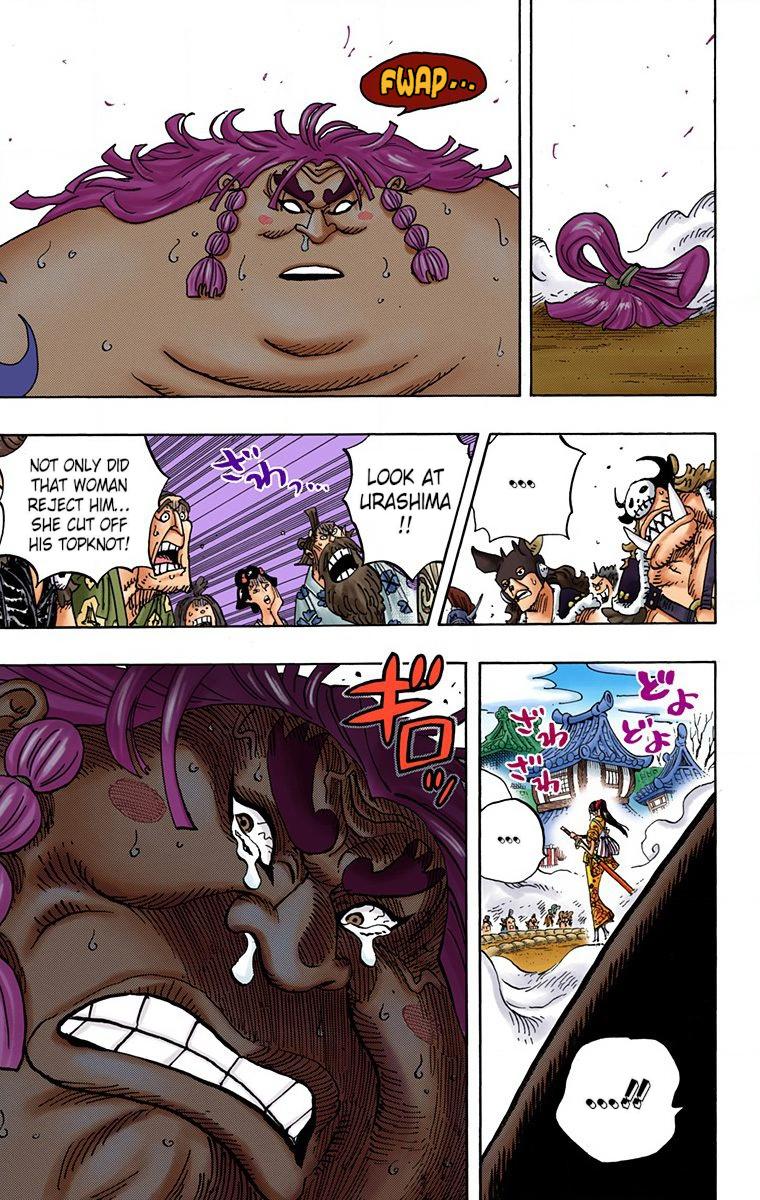 FWAP...
...
LOOK AT
URASHIMA
!!
ざわっ...
NOT ONLY DID
THAT WOMAN
REJECT HIM...
SHE CUT OFF
HIS TOPKNOT!
どよ
どよ
ざわ
ざわ
...
...!!
ギロッ